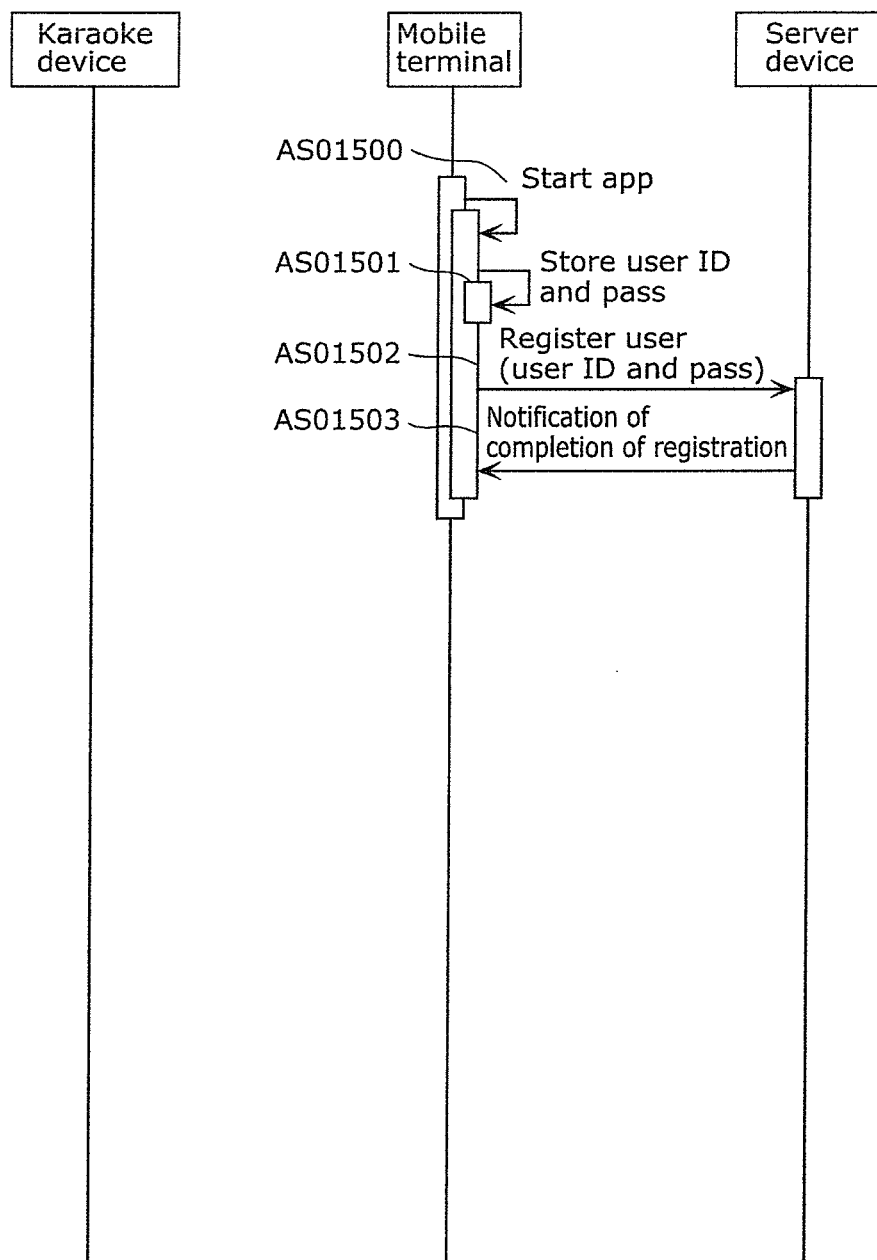 Karaoke
device
Mobile
terminal
Server
device
AS01500
Start app
AS01501
Store user ID
and pass
AS01502
Register user
(user ID and pass)
AS01503
Notification of
completion of registration